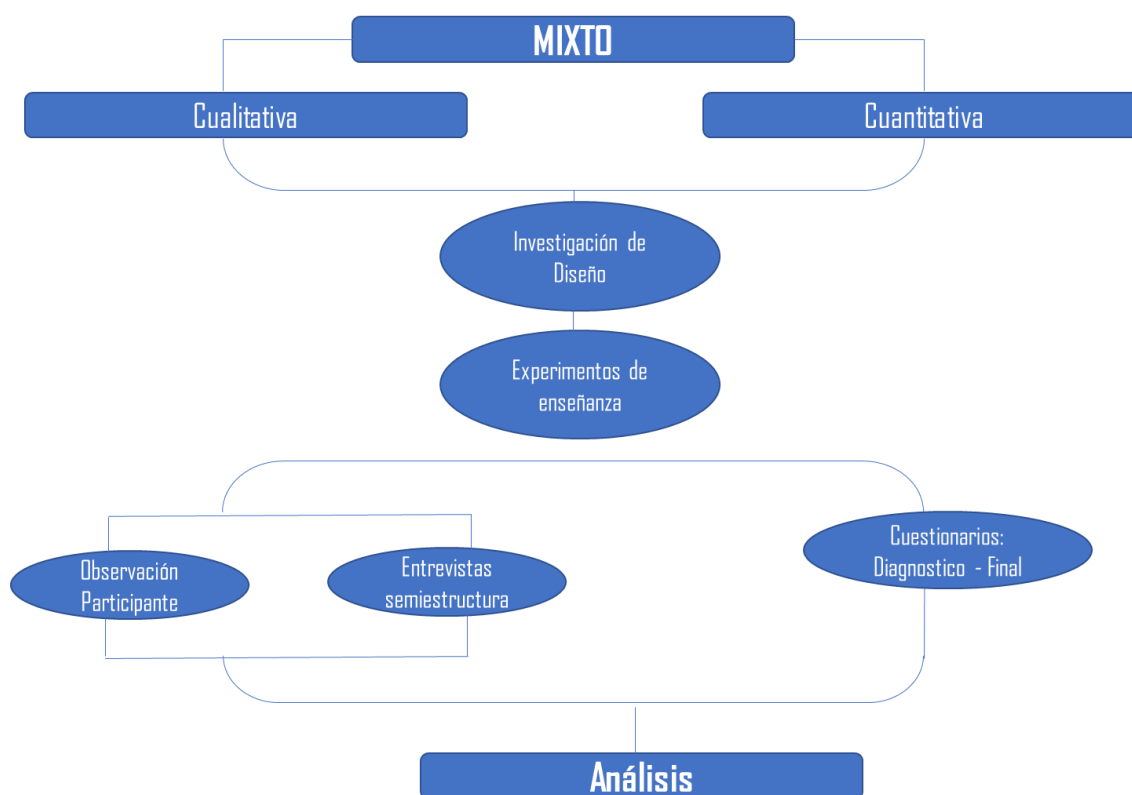 MIXTO
Cualitativa
Cuantitativa
Investigación de
Diseño
Experimentos de
enseñanza
Observación
Participante
Entrevistas
semiestructura
Cuestionarios:
Diagnostico - Final
Análisis